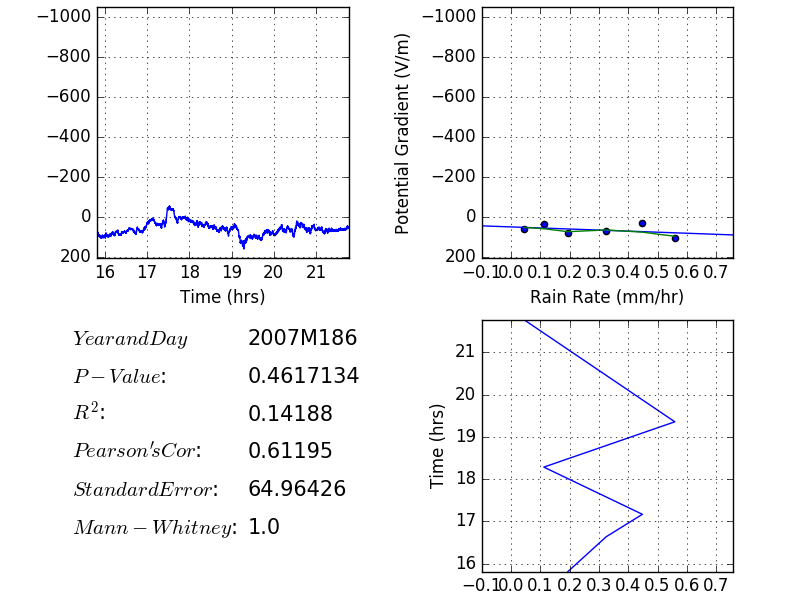 −1000
−800
−600
−400
−200
0
200
16 17 18 19 20 21
Time (hrs)
Potential Gradient (V/m)
−1000
−800
−600
−400
−200
0
200
−0.1 0.0 0.1 0.2 0.3 0.4 0.5 0.6 0.7
Rain Rate (mm/hr)
YearandDay 2007M186
P−Value: 0.4617134
R²: 0.14188
Pearson'sCor: 0.61195
StandardError: 64.96426
Mann−Whitney: 1.0
Time (hrs)
21
20
19
18
17
16
−0.1 0.0 0.1 0.2 0.3 0.4 0.5 0.6 0.7